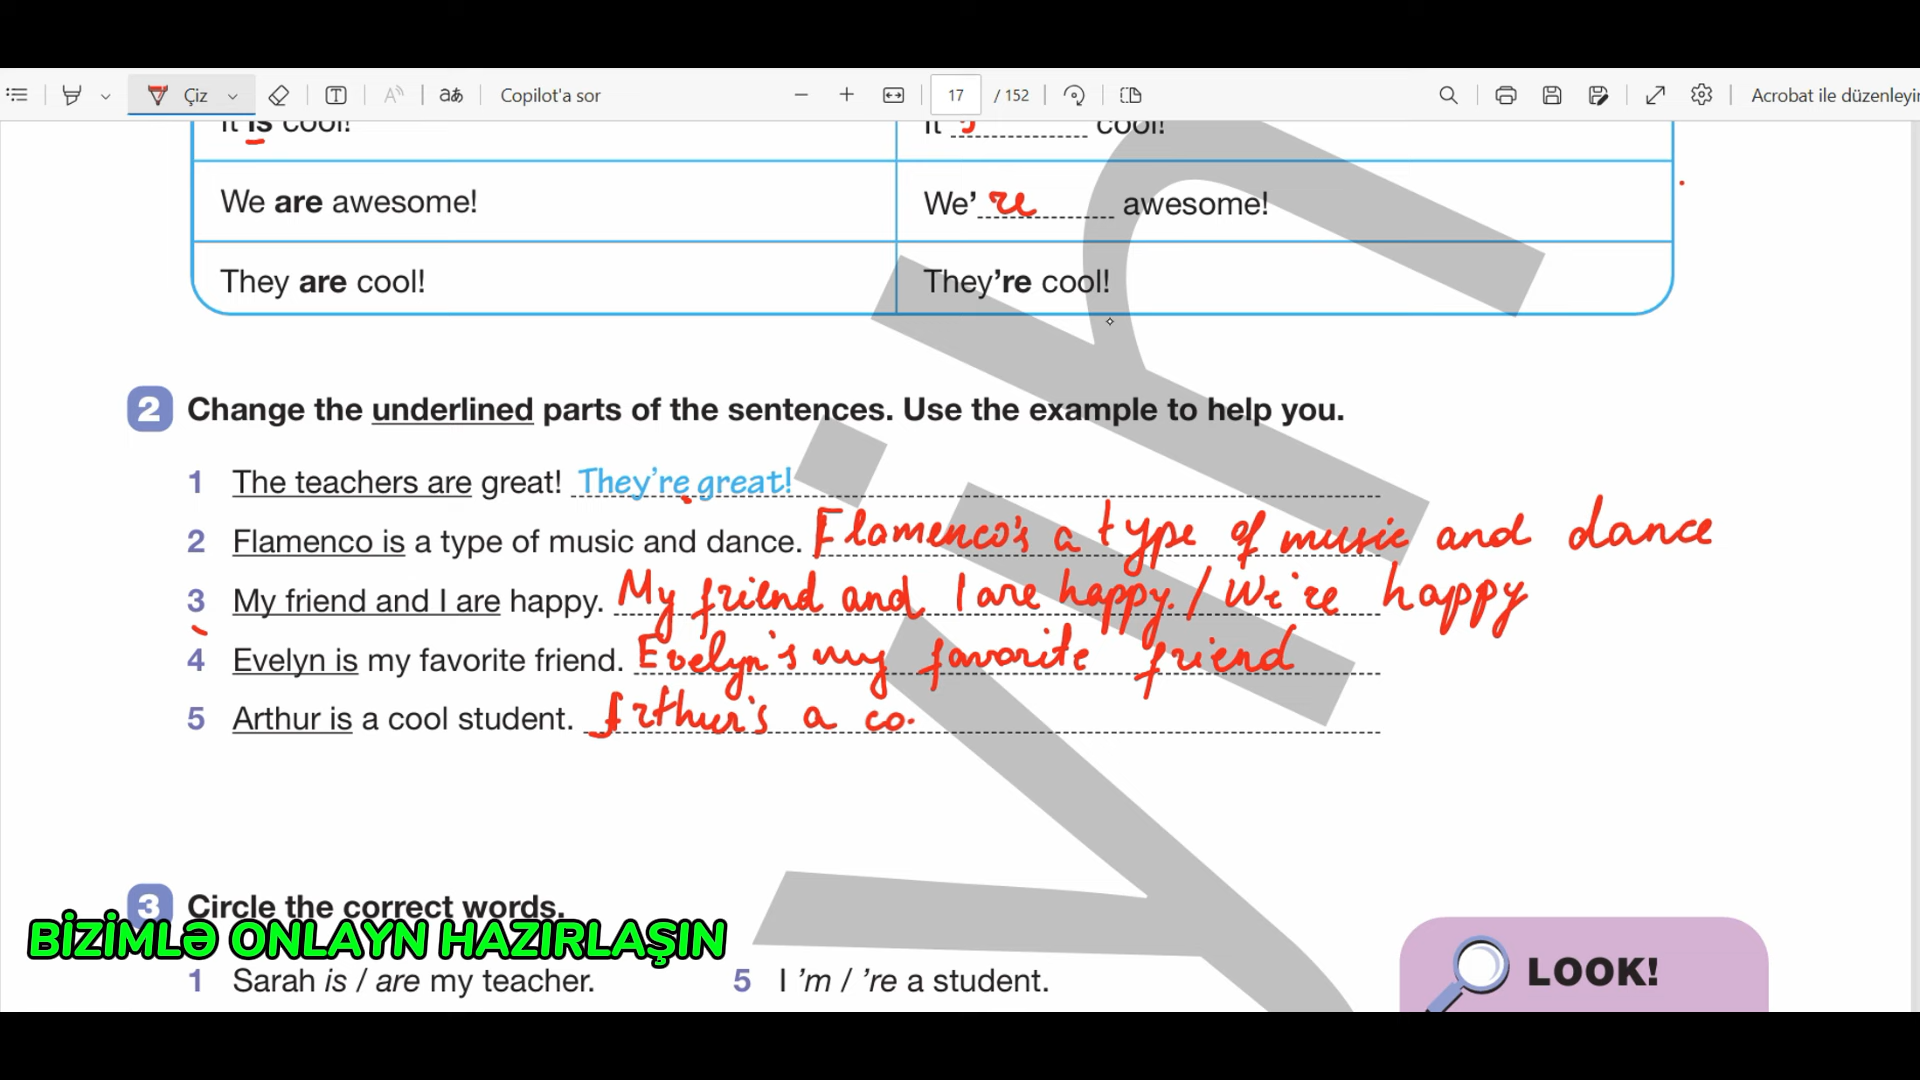 Çiz
Copilot'a sor
17 / 152
Acrobat ile düzenleyin
It is cool!
It 's cool!
We are awesome!
We're awesome!
They are cool!
They're cool!
2 Change the underlined parts of the sentences. Use the example to help you.
1 The teachers are great! They're great!
2 Flamenco is a type of music and dance. Flamenco's a type of music and dance
3 My friend and I are happy. My friend and I are happy. / We're happy
4 Evelyn is my favorite friend. Evelyn's my favorite friend
5 Arthur is a cool student. Arthur's a co
3 Circle the correct words.
BİZİMLƏ ONLAYN HAZIRLAŞIN
1 Sarah is / are my teacher.
5 I 'm / 're a student.
LOOK!